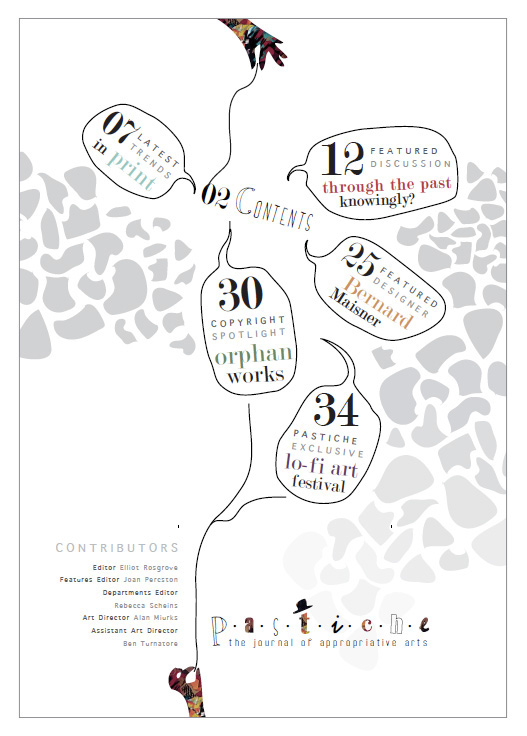 07 LATEST
TRENDS
in print
02 CONTENTS
12 FEATURED
DISCUSSION
through the past
knowingly?
25 FEATURED
DESIGNER
Bernard
Maisner
30
COPYRIGHT
SPOTLIGHT
orphan
works
34
PASTICHE
EXCLUSIVE
lo-fi art
festival
CONTRIBUTORS
Editor Elliot Rosgrove
Features Editor Joan Percston
Departments Editor
Rebecca Scheins
Art Director Alan Miurks
Assistant Art Director
Ben Turnatore
P·a·s·t·i·c·h·e
the journal of appropriative arts